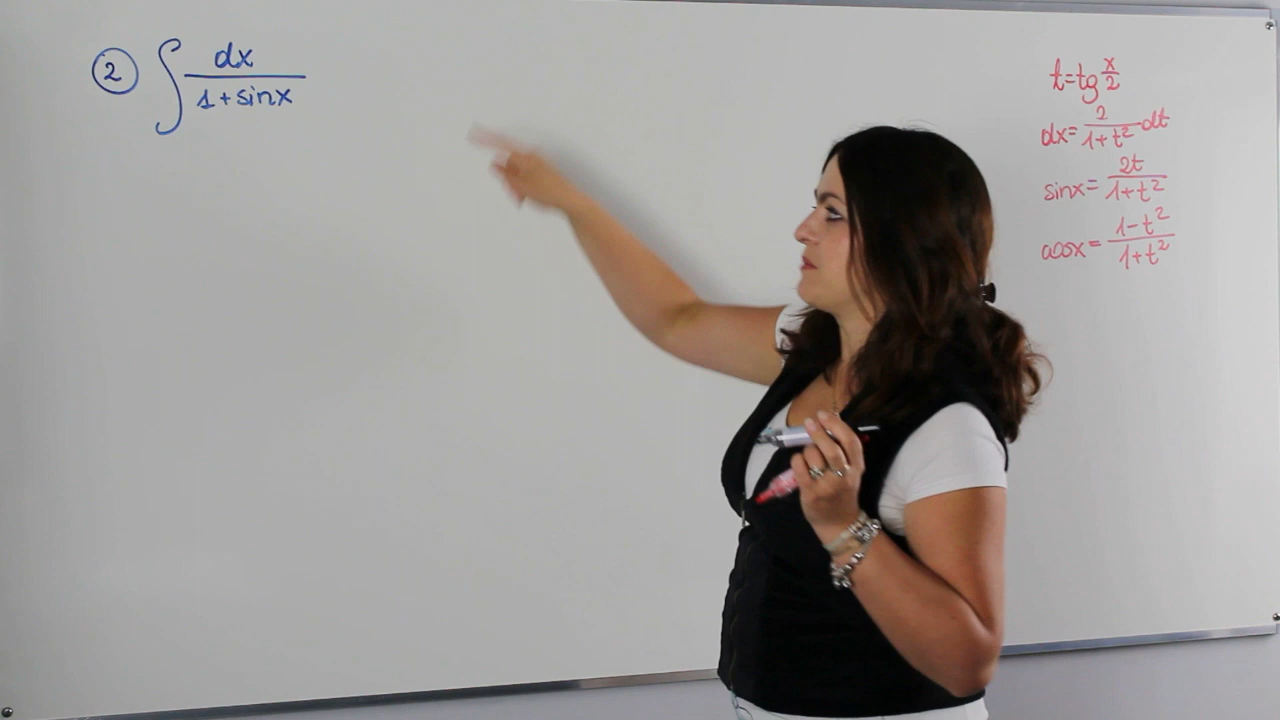 ② ∫ dx / 1+sinx
t=tg x/2
dx= 2/1+t² dt
sinx= 2t/1+t²
cosx= 1-t²/1+t²